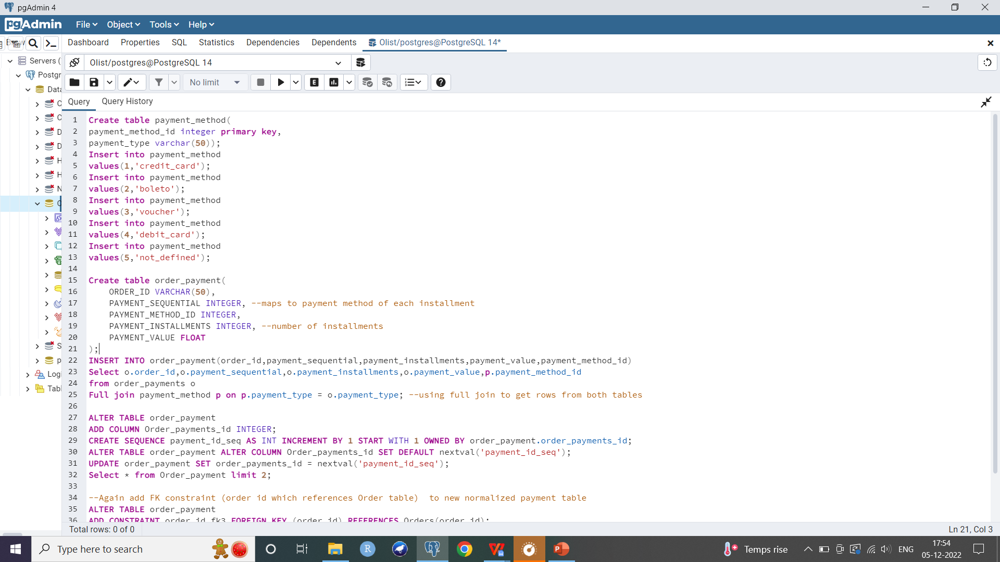 pgAdmin 4
pgAdmin File Object Tools Help
Dashboard Properties SQL Statistics Dependencies Dependents Olist/postgres@PostgreSQL 14*
Servers (
Olist/postgres@PostgreSQL 14
Postgr
No limit
Data
Query Query History
1 Create table payment_method(
2 payment_method_id integer primary key,
3 payment_type varchar(50));
4 Insert into payment_method
5 values(1,'credit_card');
6 Insert into payment_method
7 values(2,'boleto');
8 Insert into payment_method
9 values(3,'voucher');
10 Insert into payment_method
11 values(4,'debit_card');
12 Insert into payment_method
13 values(5,'not_defined');
14
15 Create table order_payment(
16 ORDER_ID VARCHAR(50),
17 PAYMENT_SEQUENTIAL INTEGER, --maps to payment method of each installment
18 PAYMENT_METHOD_ID INTEGER,
19 PAYMENT_INSTALLMENTS INTEGER, --number of installments
20 PAYMENT_VALUE FLOAT
21 );
22 INSERT INTO order_payment(order_id,payment_sequential,payment_installments,payment_value,payment_method_id)
23 Select o.order_id,o.payment_sequential,o.payment_installments,o.payment_value,p.payment_method_id
24 from order_payments o
25 Full join payment_method p on p.payment_type = o.payment_type; --using full join to get rows from both tables
26
27 ALTER TABLE order_payment
28 ADD COLUMN Order_payments_id INTEGER;
29 CREATE SEQUENCE payment_id_seq AS INT INCREMENT BY 1 START WITH 1 OWNED BY order_payment.order_payments_id;
30 ALTER TABLE order_payment ALTER COLUMN Order_payments_id SET DEFAULT nextval('payment_id_seq');
31 UPDATE order_payment SET order_payments_id = nextval('payment_id_seq');
32 Select * from Order_payment limit 2;
33
34 --Again add FK constraint (order id which references Order table)  to new normalized payment table
35 ALTER TABLE order_payment
36 ADD CONSTRAINT order_id_fk3 FOREIGN KEY (order_id) REFERENCES Orders(order_id);
C
C
D
D
H
H
N
S
p
Logi
Tabl
Total rows: 0 of 0
Ln 21, Col 3
Type here to search
Temps rise
ENG
17:54
05-12-2022